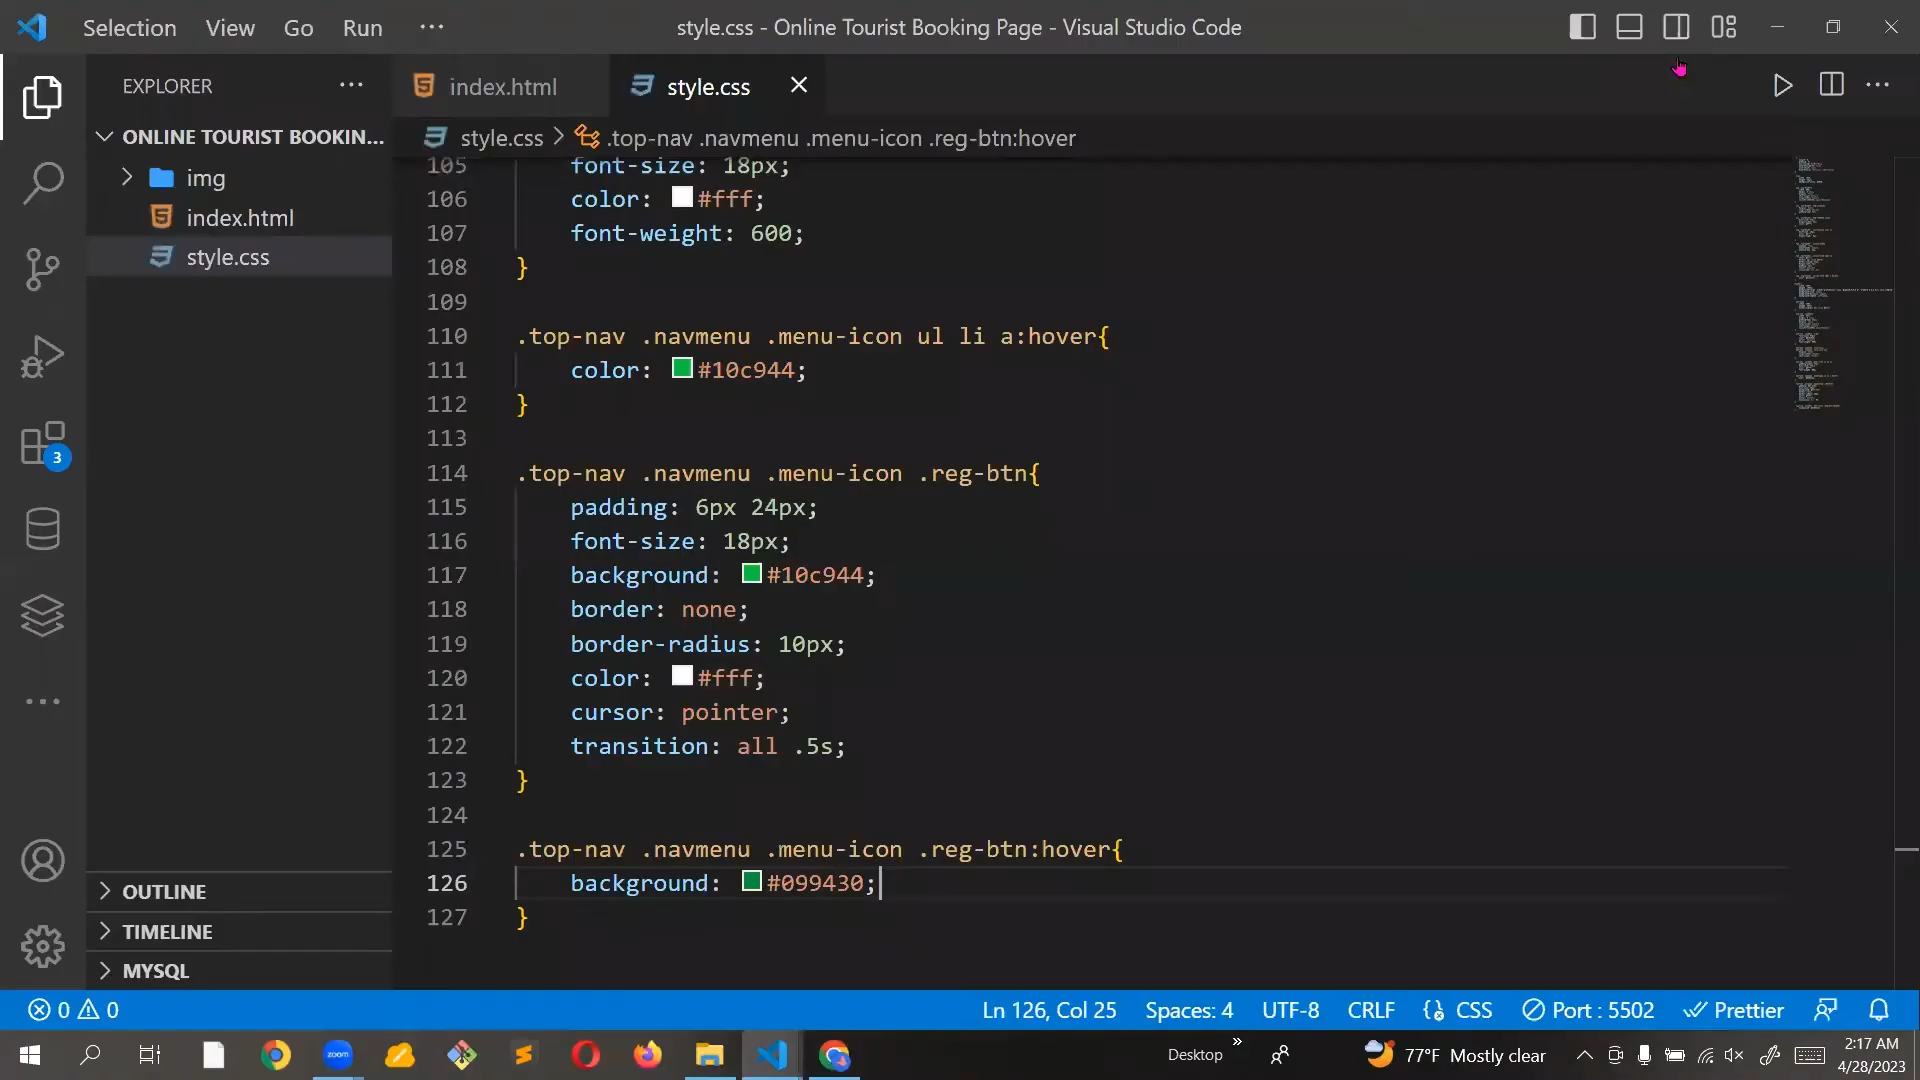 Selection View Go Run ···
style.css - Online Tourist Booking Page - Visual Studio Code
EXPLORER
ONLINE TOURIST BOOKIN...
img
index.html
style.css
OUTLINE
TIMELINE
MYSQL
3
index.html
style.css
style.css > .top-nav .navmenu .menu-icon .reg-btn:hover
105 font-size: 18px;
106 color: #fff;
107 font-weight: 600;
108 }
109
110 .top-nav .navmenu .menu-icon ul li a:hover{
111 color: #10c944;
112 }
113
114 .top-nav .navmenu .menu-icon .reg-btn{
115 padding: 6px 24px;
116 font-size: 18px;
117 background: #10c944;
118 border: none;
119 border-radius: 10px;
120 color: #fff;
121 cursor: pointer;
122 transition: all .5s;
123 }
124
125 .top-nav .navmenu .menu-icon .reg-btn:hover{
126 background: #099430;
127 }
0 0
Ln 126, Col 25 Spaces: 4 UTF-8 CRLF CSS Port : 5502 Prettier
zoom
Desktop
77°F Mostly clear
2:17 AM
4/28/2023